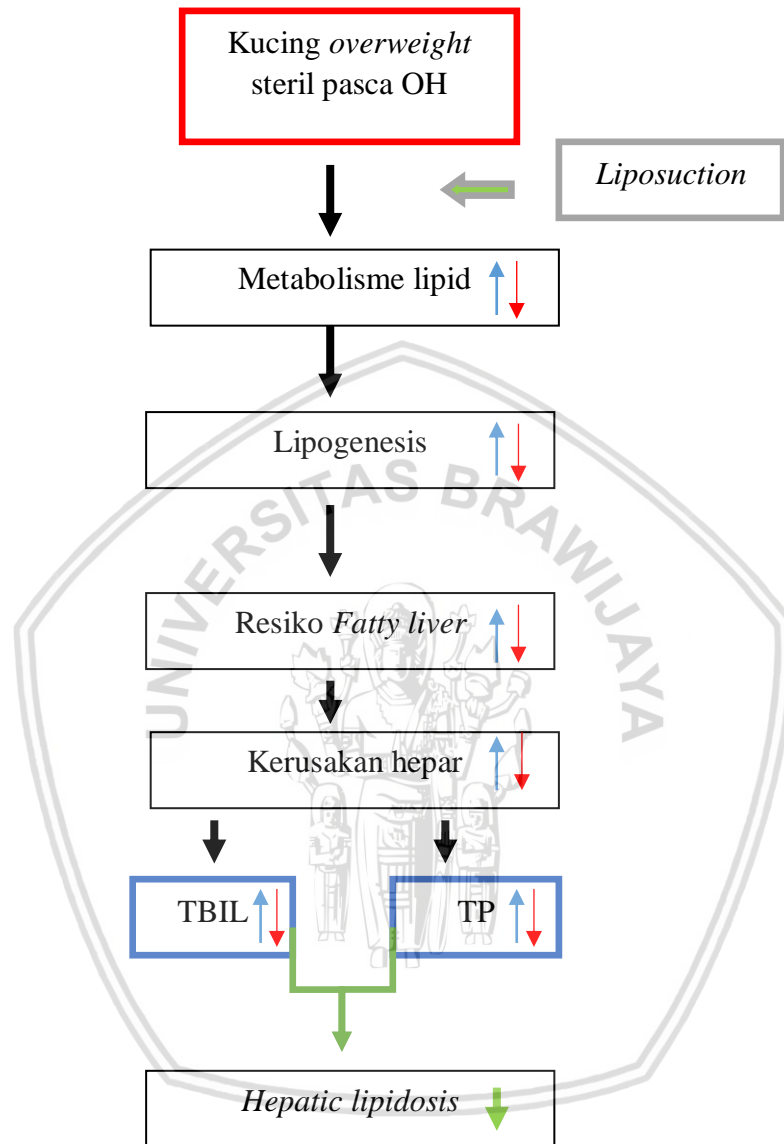 Kucing overweight
steril pasca OH
Liposuction
Metabolisme lipid
Lipogenesis
UNIVERSITAS BRAWIJAYA
Resiko Fatty liver
Kerusakan hepar
TBIL
TP
Hepatic lipidosis